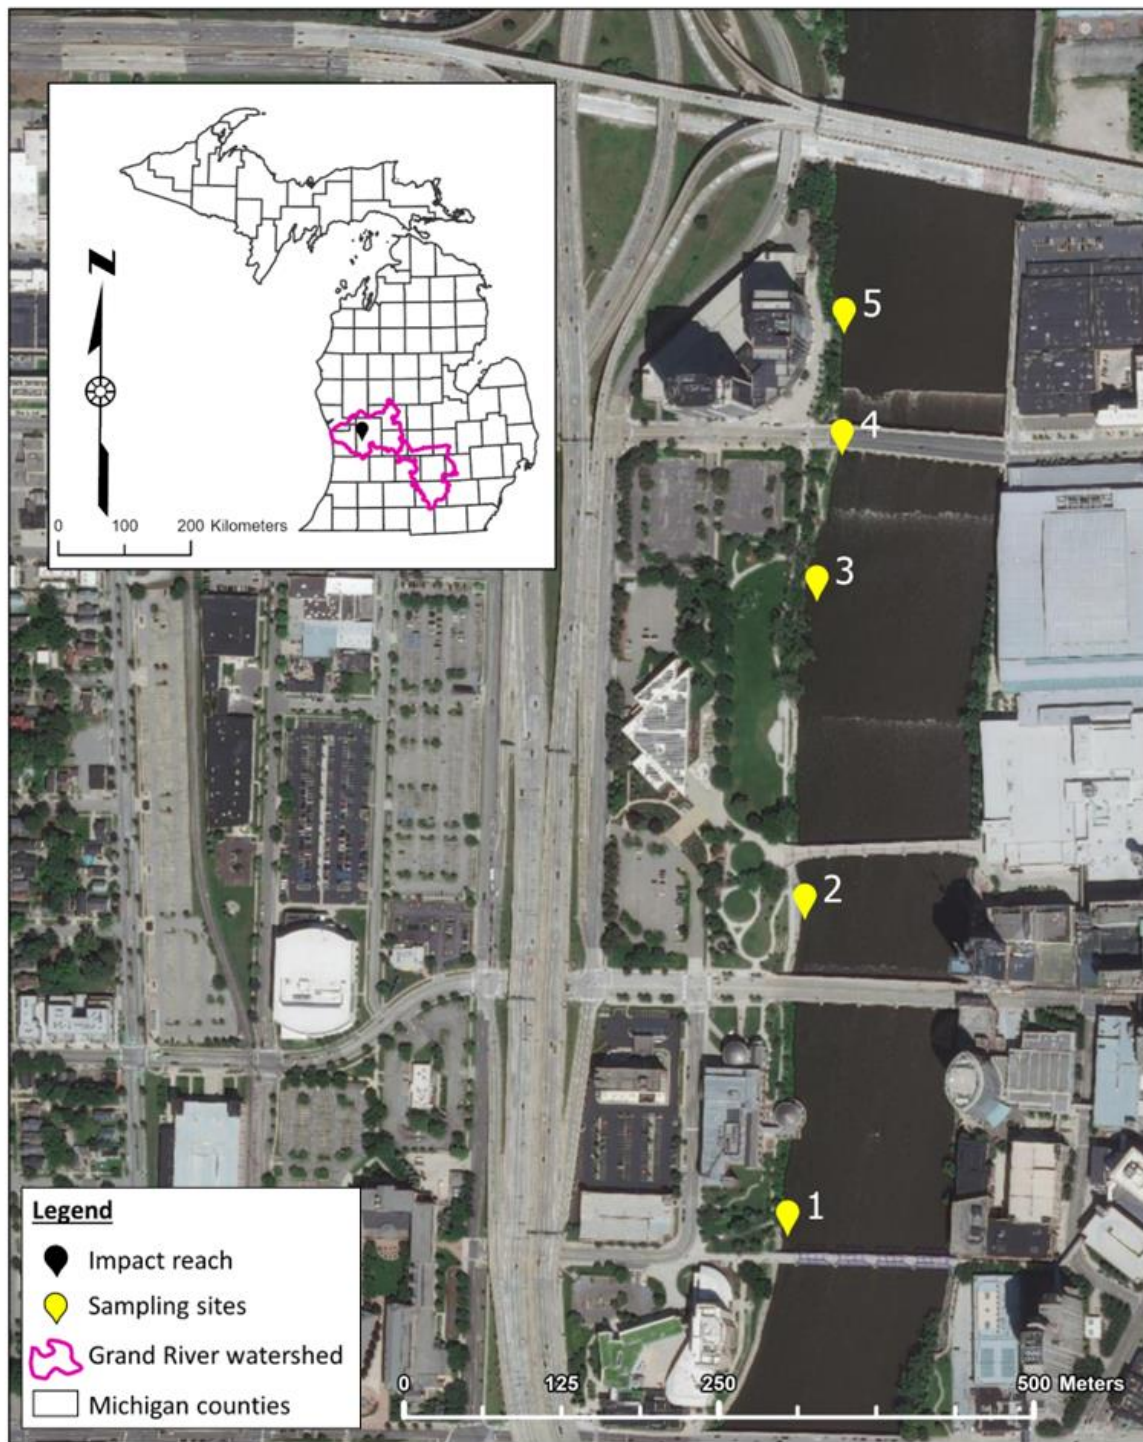 N
0 100 200 Kilometers
5
4
3
2
1
Legend
Impact reach
Sampling sites
Grand River watershed
Michigan counties
0 125 250 500 Meters